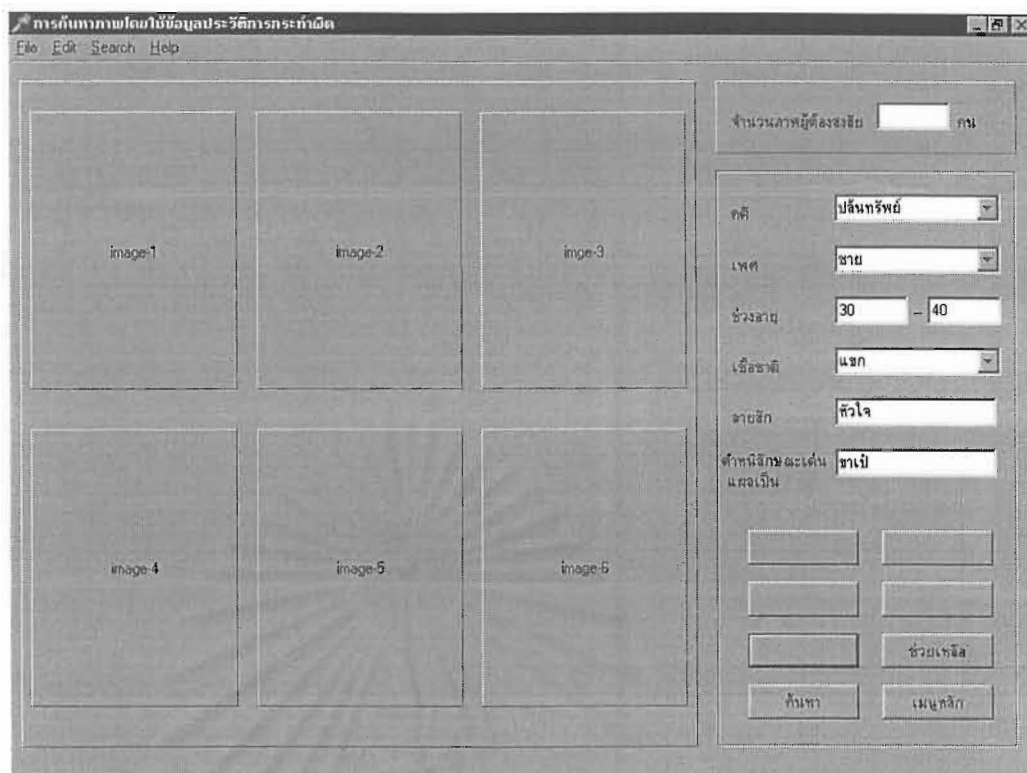 การค้นหาภาพโดยใช้ข้อมูลประวัติการกระทำผิด
File Edit Search Help
จำนวนภาพผู้ต้องสงสัย คน
image-1 image-2 imge-3
คดี ปล้นทรัพย์
เพศ ชาย
ช่วงอายุ 30 – 40
เชื้อชาติ แขก
ลายสัก หัวใจ
ตำหนิลักษณะเด่น ขาเป๋
แผลเป็น
image-4 image-5 image-6
ช่วยเหลือ
ค้นหา เมนูหลัก